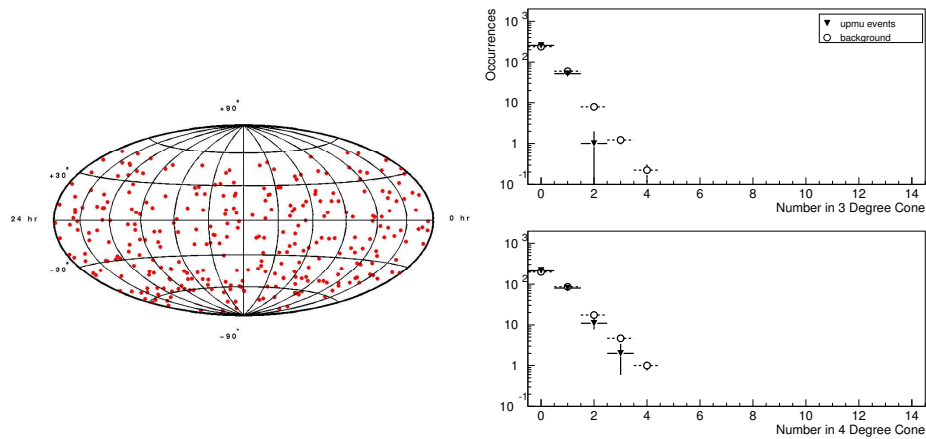 +90°
+30°
24 hr
0 hr
−30°
−90°
Occurrences
upmu events
background
10³
10²
10
1
10⁻¹
0 2 4 6 8 10 12 14
Number in 3 Degree Cone
10³
10²
10
1
10⁻¹
0 2 4 6 8 10 12 14
Number in 4 Degree Cone